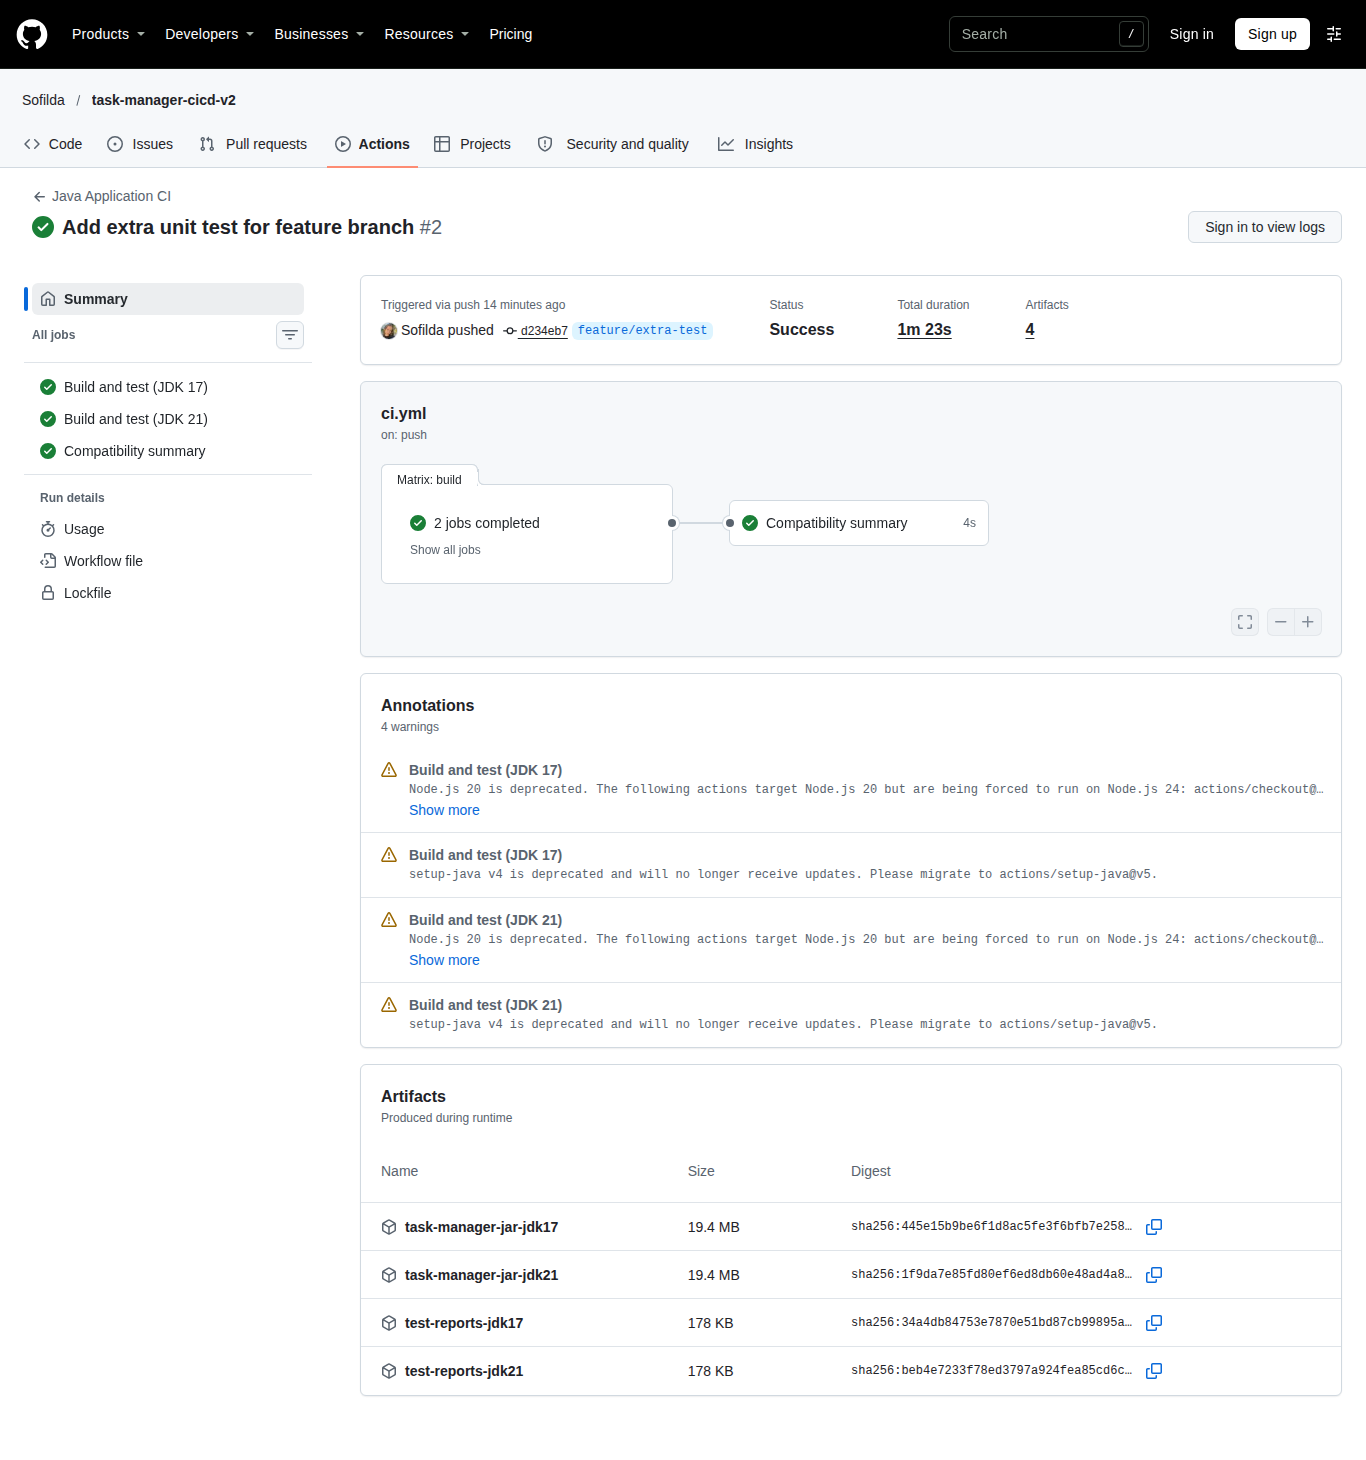 Products Developers Businesses Resources Pricing Search / Sign in Sign up
Sofilda / task-manager-cicd-v2
Code Issues Pull requests Actions Projects Security and quality Insights
Java Application CI
Add extra unit test for feature branch #2
Sign in to view logs
Summary
All jobs
Build and test (JDK 17)
Build and test (JDK 21)
Compatibility summary
Run details
Usage
Workflow file
Lockfile
Triggered via push 14 minutes ago
Sofilda pushed d234eb7 feature/extra-test
Status
Success
Total duration
1m 23s
Artifacts
4
ci.yml
on: push
Matrix: build
2 jobs completed
Show all jobs
Compatibility summary 4s
Annotations
4 warnings
Build and test (JDK 17)
Node.js 20 is deprecated. The following actions target Node.js 20 but are being forced to run on Node.js 24: actions/checkout@…
Show more
Build and test (JDK 17)
setup-java v4 is deprecated and will no longer receive updates. Please migrate to actions/setup-java@v5.
Build and test (JDK 21)
Node.js 20 is deprecated. The following actions target Node.js 20 but are being forced to run on Node.js 24: actions/checkout@…
Show more
Build and test (JDK 21)
setup-java v4 is deprecated and will no longer receive updates. Please migrate to actions/setup-java@v5.
Artifacts
Produced during runtime
Name Size Digest
task-manager-jar-jdk17 19.4 MB sha256:445e15b9be6f1d8ac5fe3f6bfb7e258…
task-manager-jar-jdk21 19.4 MB sha256:1f9da7e85fd80ef6ed8db60e48ad4a8…
test-reports-jdk17 178 KB sha256:34a4db84753e7870e51bd87cb99895a…
test-reports-jdk21 178 KB sha256:beb4e7233f78ed3797a924fea85cd6c…